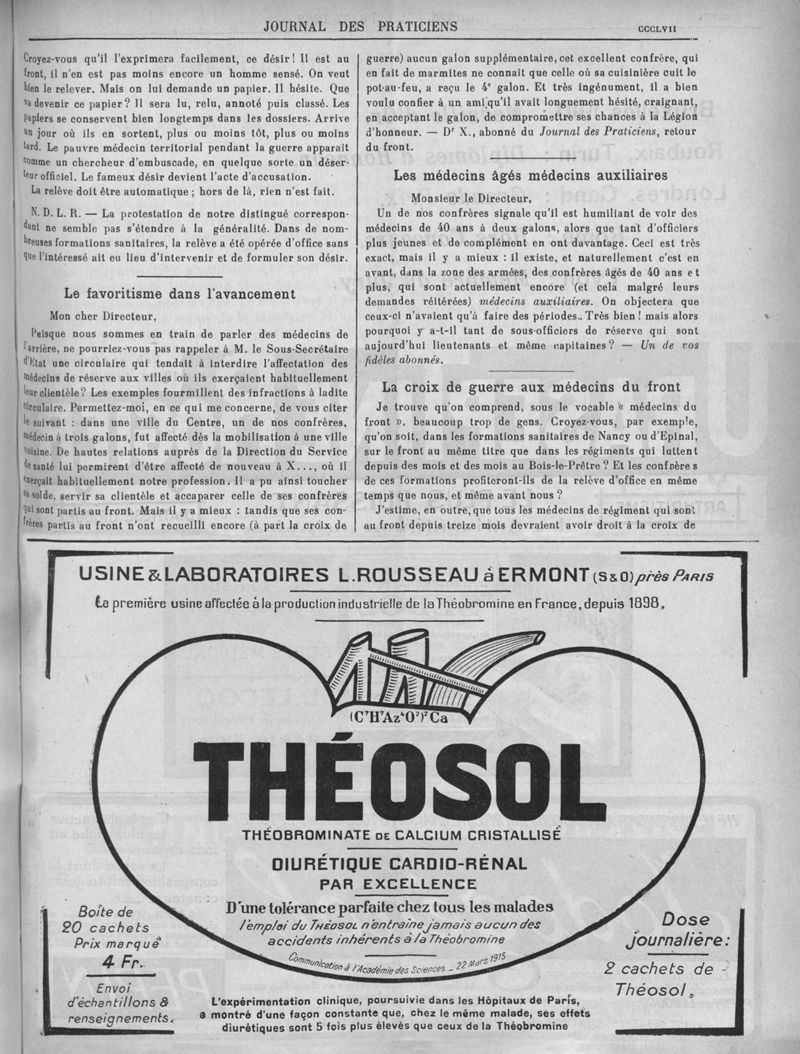 JOURNAL DES PRATICIENS
CCCLVII
Croyez-vous qu'il l'exprimera facilement, ce désir! Il est au
front, il n'en est pas moins encore un homme sensé. On veut
bien le relever. Mais on lui demande un papier. Il hésite. Que
va devenir ce papier? Il sera lu, relu, annoté puis classé. Les
papiers se conservent bien longtemps dans les dossiers. Arrive
un jour où ils en sortent, plus ou moins tôt, plus ou moins
tard. Le pauvre médecin territorial pendant la guerre apparaît
comme un chercheur d'embuscade, en quelque sorte un déser-
teur officiel. Le fameux désir devient l'acte d'accusation.
La relève doit être automatique ; hors de là, rien n'est fait.
N. D. L. R. — La protestation de notre distingué correspon-
dant ne semble pas s'étendre à la généralité. Dans de nom-
breuses formations sanitaires, la relève a été opérée d'office sans
que l'intéressé ait eu lieu d'intervenir et de formuler son désir.
Le favoritisme dans l'avancement
Mon cher Directeur,
Puisque nous sommes en train de parler des médecins de
l'arrière, ne pourriez-vous pas rappeler à M. le Sous-Secrétaire
d'Etat une circulaire qui tendait à interdire l'affectation des
médecins de réserve aux villes où ils exerçaient habituellement
leur clientèle? Les exemples fourmillent des infractions à ladite
circulaire. Permettez-moi, en ce qui me concerne, de vous citer
le suivant : dans une ville du Centre, un de nos confrères,
médecin à trois galons, fut affecté dès la mobilisation à une ville
voisine. De hautes relations auprès de la Direction du Service
de santé lui permirent d'être affecté de nouveau à X..., où il
exerçait habituellement notre profession. Il a pu ainsi toucher
sa solde, servir sa clientèle et accaparer celle de ses confrères
qui sont partis au front. Mais il y a mieux : tandis que ses con-
frères partis au front n'ont recueilli encore (à part la croix de
guerre) aucun galon supplémentaire, cet excellent confrère, qui
en fait de marmites ne connait que celle où sa cuisinière cuit le
pot-au-feu, a reçu le 4e galon. Et très ingénument, il a bien
voulu confier à un ami qu'il avait longuement hésité, craignant,
en acceptant le galon, de compromettre ses chances à la Légion
d'honneur. — Dr X., abonné du Journal des Praticiens, retour
du front.
Les médecins âgés médecins auxiliaires
Monsieur le Directeur,
Un de nos confrères signale qu'il est humiliant de voir des
médecins de 40 ans à deux galons, alors que tant d'officiers
plus jeunes et de complément en ont davantage. Ceci est très
exact, mais il y a mieux : il existe, et naturellement c'est en
avant, dans la zone des armées, des confrères âgés de 40 ans et
plus, qui sont actuellement encore (et cela malgré leurs
demandes réitérées) médecins auxiliaires. On objectera que
ceux-ci n'avaient qu'à faire des périodes.. Très bien! mais alors
pourquoi y a-t-il tant de sous-officiers de réserve qui sont
aujourd'hui lieutenants et même capitaines? — Un de vos
fidèles abonnés.
La croix de guerre aux médecins du front
Je trouve qu'on comprend, sous le vocable « médecins du
front », beaucoup trop de gens. Croyez-vous, par exemple,
qu'on soit, dans les formations sanitaires de Nancy ou d'Epinal,
sur le front au même titre que dans les régiments qui luttent
depuis des mois et des mois au Bois-le-Prêtre? Et les confrères
de ces formations profiteront-ils de la relève d'office en même
temps que nous, et même avant nous?
J'estime, en outre, que tous les médecins de régiment qui sont
au front depuis treize mois devraient avoir droit à la croix de
USINE & LABORATOIRES L. ROUSSEAU à ERMONT (S&O) près PARIS
La première usine affectée à la production industrielle de la Théobromine en France, depuis 1898.
(C⁷H⁷Az⁴O²)²Ca
THÉOSOL
THÉOBROMINATE DE CALCIUM CRISTALLISÉ
DIURÉTIQUE CARDIO-RÉNAL
PAR EXCELLENCE
D'une tolérance parfaite chez tous les malades
l'emploi du THÉOSOL n'entraîne jamais aucun des
accidents inhérents à la Théobromine
Communication à l'Académie des Sciences _ 22 Mars 1915
Boîte de
20 cachets
Prix marqué
4 Fr.
Envoi
d'échantillons &
renseignements.
L'expérimentation clinique, poursuivie dans les Hôpitaux de Paris,
a montré d'une façon constante que, chez le même malade, ses effets
diurétiques sont 5 fois plus élevés que ceux de la Théobromine
Dose
journalière:
2 cachets de
Théosol.